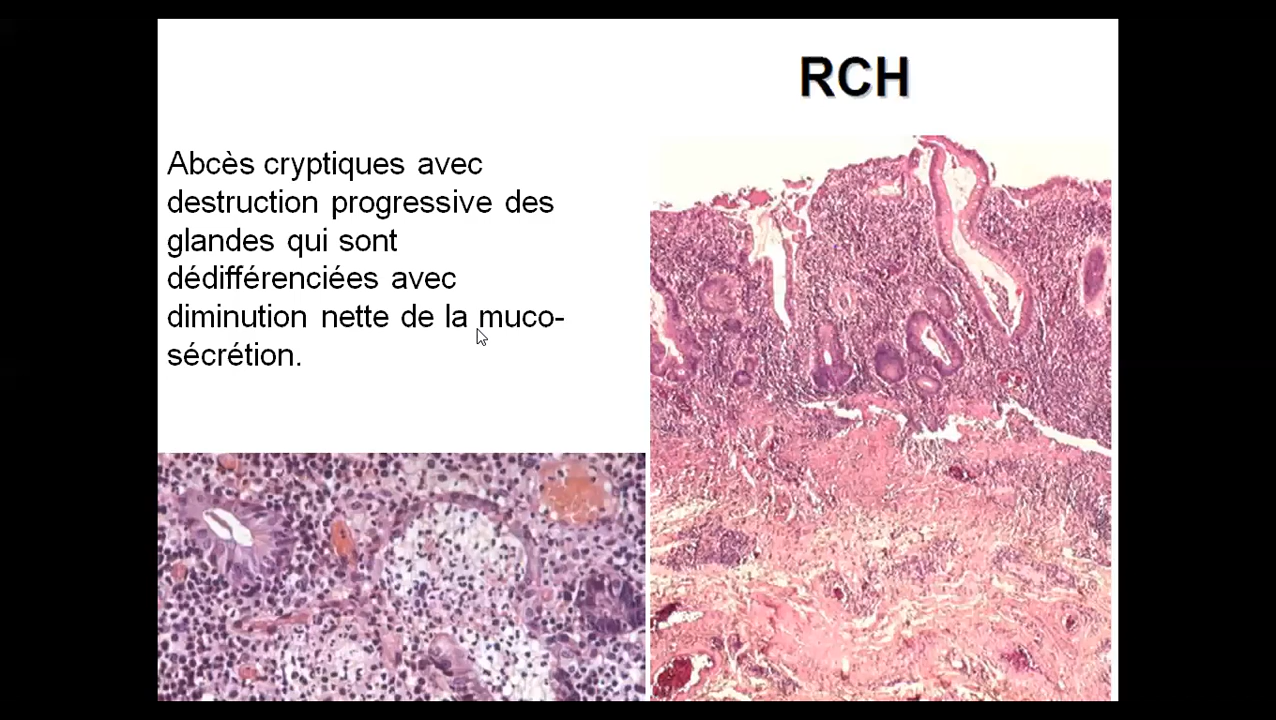 RCH
Abcès cryptiques avec
destruction progressive des
glandes qui sont
dédifférenciées avec
diminution nette de la muco-
sécrétion.